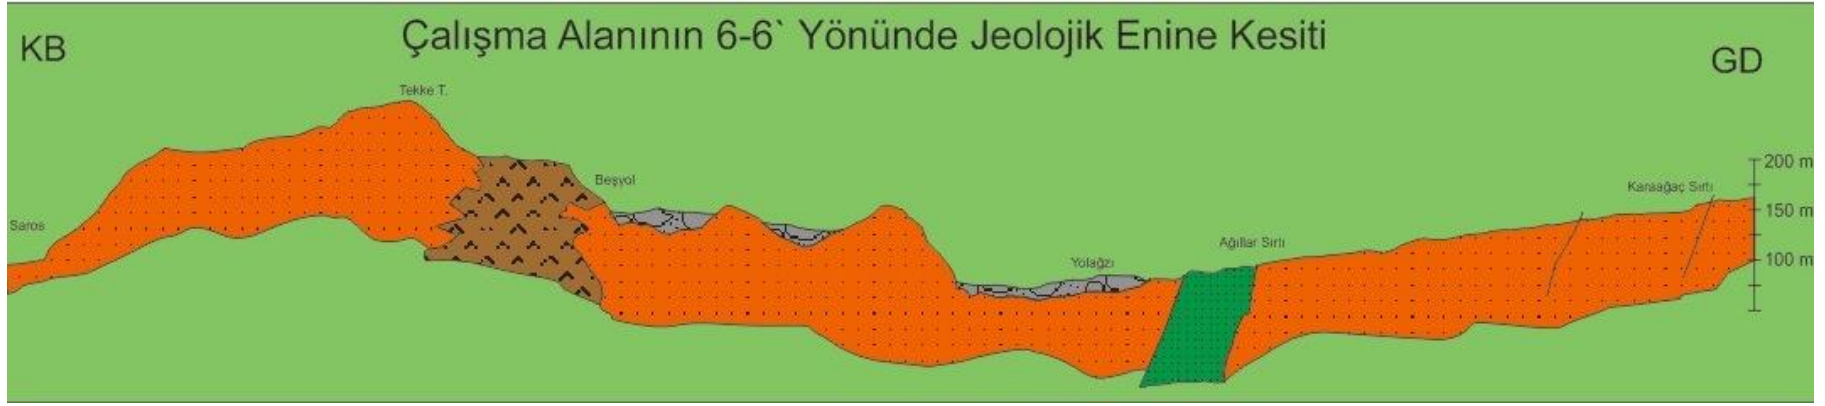 Çalışma Alanının 6-6` Yönünde Jeolojik Enine Kesiti
KB
GD
Tekke T.
Beşyol
Saros
Yolağzı
Ağıllar Sırtı
Karaağaç Sırtı
200 m
150 m
100 m